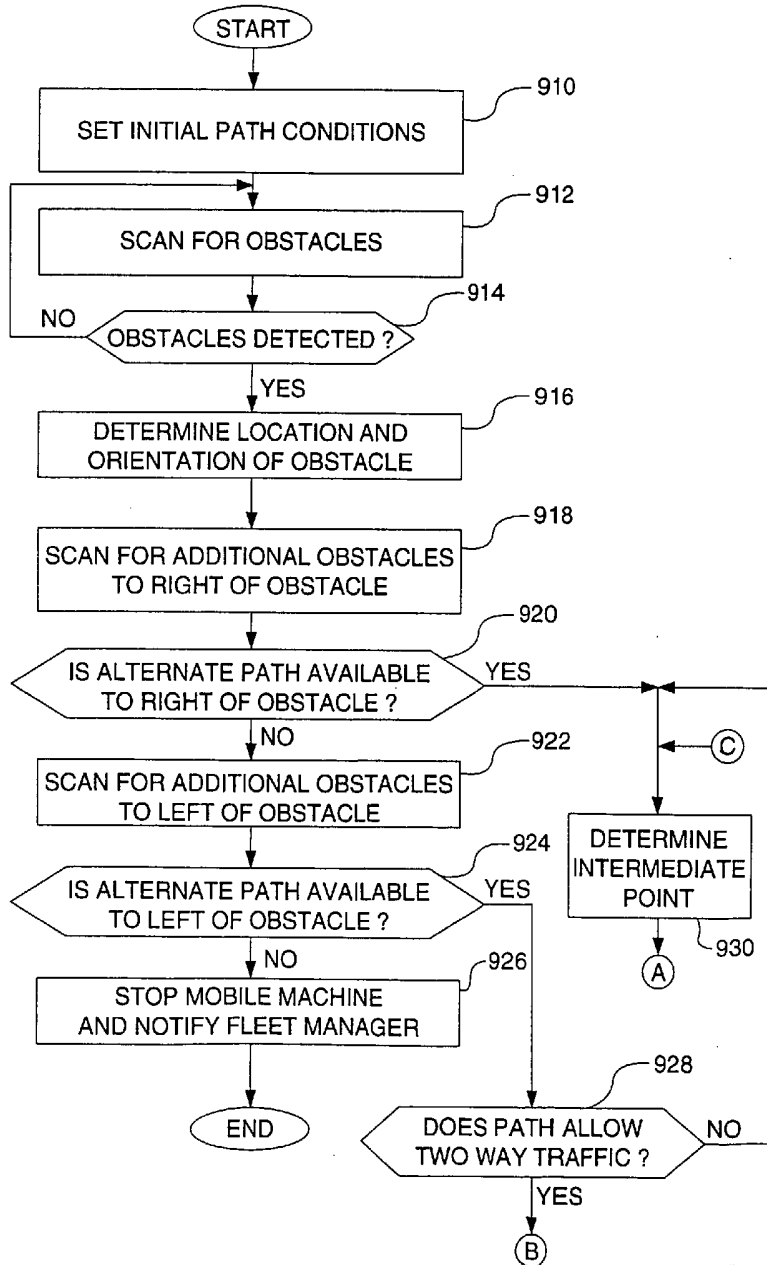 START
910
SET INITIAL PATH CONDITIONS
912
SCAN FOR OBSTACLES
914
NO
OBSTACLES DETECTED ?
YES
916
DETERMINE LOCATION AND
ORIENTATION OF OBSTACLE
918
SCAN FOR ADDITIONAL OBSTACLES
TO RIGHT OF OBSTACLE
920
IS ALTERNATE PATH AVAILABLE
TO RIGHT OF OBSTACLE ?
YES
NO
922
C
SCAN FOR ADDITIONAL OBSTACLES
TO LEFT OF OBSTACLE
924
DETERMINE
INTERMEDIATE
POINT
930
A
IS ALTERNATE PATH AVAILABLE
TO LEFT OF OBSTACLE ?
YES
NO
926
STOP MOBILE MACHINE
AND NOTIFY FLEET MANAGER
END
928
DOES PATH ALLOW
TWO WAY TRAFFIC ?
NO
YES
B